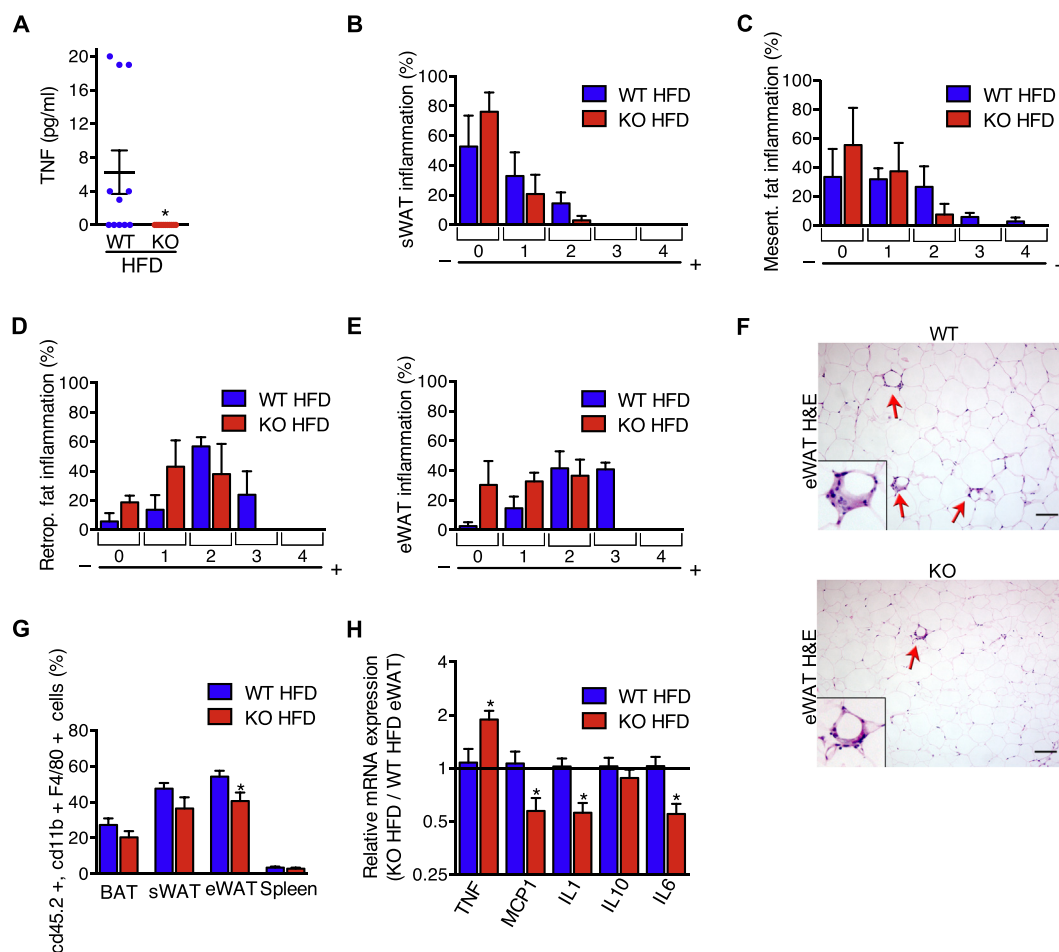 A
TNF (pg/ml)
20
16
12
8
4
0
*
WT KO
HFD
B
sWAT inflammation (%)
100
80
60
40
20
0
WT HFD
KO HFD
0 1 2 3 4
– +
C
Mesent. fat inflammation (%)
100
80
60
40
20
0
WT HFD
KO HFD
0 1 2 3 4
– +
D
Retrop. fat inflammation (%)
100
80
60
40
20
0
WT HFD
KO HFD
0 1 2 3 4
– +
E
eWAT inflammation (%)
100
80
60
40
20
0
WT HFD
KO HFD
0 1 2 3 4
– +
F
WT
eWAT H&E
KO
eWAT H&E
G
cd45.2 +, cd11b + F4/80 + cells (%)
80
60
40
20
0
WT HFD
KO HFD
*
BAT sWAT eWAT Spleen
H
Relative mRNA expression
(KO HFD / WT HFD eWAT)
4
2
1
0.5
0.25
WT HFD
KO HFD
* * * *
TNF MCP1 IL1 IL10 IL6